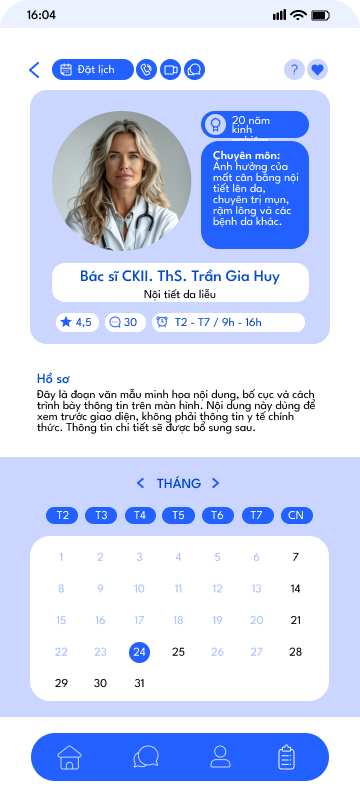 16:04
Đặt lịch
?
20 năm
kinh
Chuyên môn:
Ảnh hưởng của
mất cân bằng nội
tiết lên da,
chuyên trị mụn,
rậm lông và các
bệnh da khác.
Bác sĩ CKII. ThS. Trần Gia Huy
Nội tiết da liễu
4,5
30
T2 - T7 / 9h - 16h
Hồ sơ
Đây là đoạn văn mẫu minh họa nội dung, bố cục và cách
trình bày thông tin trên màn hình. Nội dung này dùng để
xem trước giao diện, không phải thông tin y tế chính
thức. Thông tin chi tiết sẽ được bổ sung sau.
THÁNG
T2 T3 T4 T5 T6 T7 CN
1 2 3 4 5 6 7
8 9 10 11 12 13 14
15 16 17 18 19 20 21
22 23 24 25 26 27 28
29 30 31